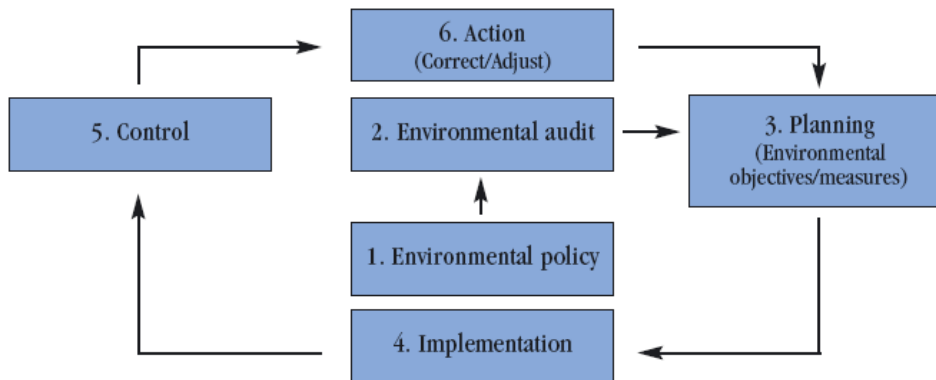 6. Action
(Correct/Adjust)
5. Control
2. Environmental audit
3. Planning
(Environmental
objectives/measures)
1. Environmental policy
4. Implementation